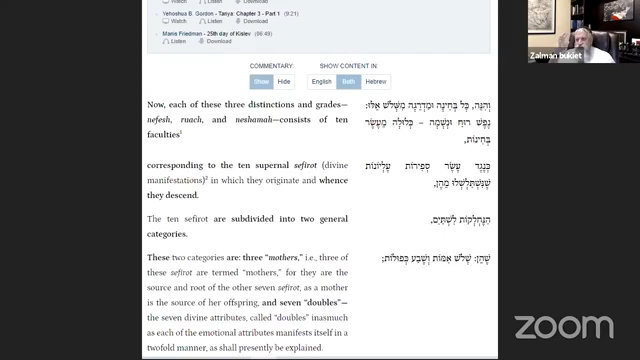 Yehoshua B. Gordon - Tanya: Chapter 3 - Part 1 (9:21)
Watch Listen Download
Manis Friedman - 25th day of Kislev (86:49)
Listen Download
COMMENTARY: SHOW CONTENT IN:
Show Hide English Both Hebrew
Zalman bukiet
Now, each of these three distinctions and grades—
nefesh, ruach, and neshamah—consists of ten
faculties1
וְהִנֵּה, כָּל בְּחִינָה וּמַדְרֵגָה מִשָּׁלֹשׁ אֵלּוּ:
נֶפֶשׁ רוּחַ וּנְשָׁמָה – כְּלוּלָה מֵעֶשֶׂר
בְּחִינוֹת,
corresponding to the ten supernal sefirot (divine
manifestations)2 in which they originate and whence
they descend.
כְּנֶגֶד עֶשֶׂר סְפִירוֹת עֶלְיוֹנוֹת
שֶׁנִּשְׁתַּלְשְׁלוּ מֵהֶן,
The ten sefirot are subdivided into two general
categories.
הַנֶּחְלָקוֹת לִשְׁתַּיִם,
These two categories are: three "mothers," i.e., three of
these sefirot are termed "mothers," for they are the
source and root of the other seven sefirot, as a mother
is the source of her offspring, and seven "doubles"—
the seven divine attributes, called "doubles" inasmuch
as each of the emotional attributes manifests itself in a
twofold manner, as shall presently be explained.
שֶׁהֵן: שָׁלֹשׁ אִמּוֹת וְשֶׁבַע כְּפוּלוֹת;
zoom